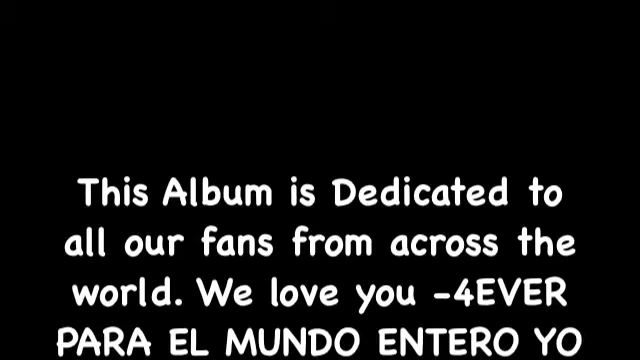 This Album is Dedicated to
all our fans from across the
world. We love you -4EVER
PARA EL MUNDO ENTERO YO